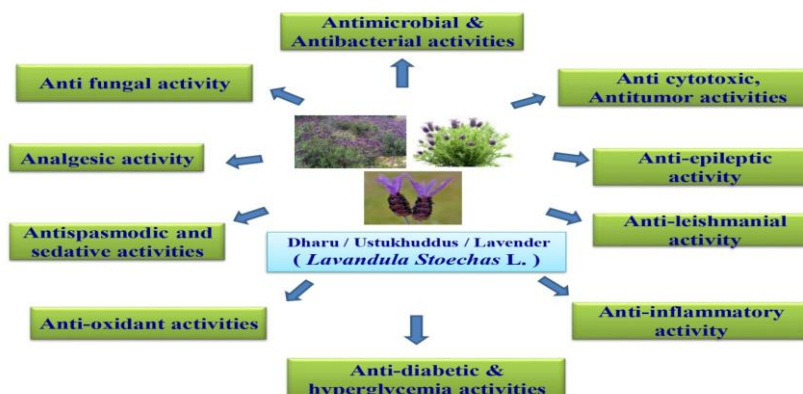 Antimicrobial &
Antibacterial activities
Anti fungal activity
Anti cytotoxic,
Antitumor activities
Analgesic activity
Anti-epileptic
activity
Antispasmodic and
sedative activities
Anti-leishmanial
activity
Dharu / Ustukhuddus / Lavender
( Lavandula Stoechas L. )
Anti-oxidant activities
Anti-inflammatory
activity
Anti-diabetic &
hyperglycemia activities